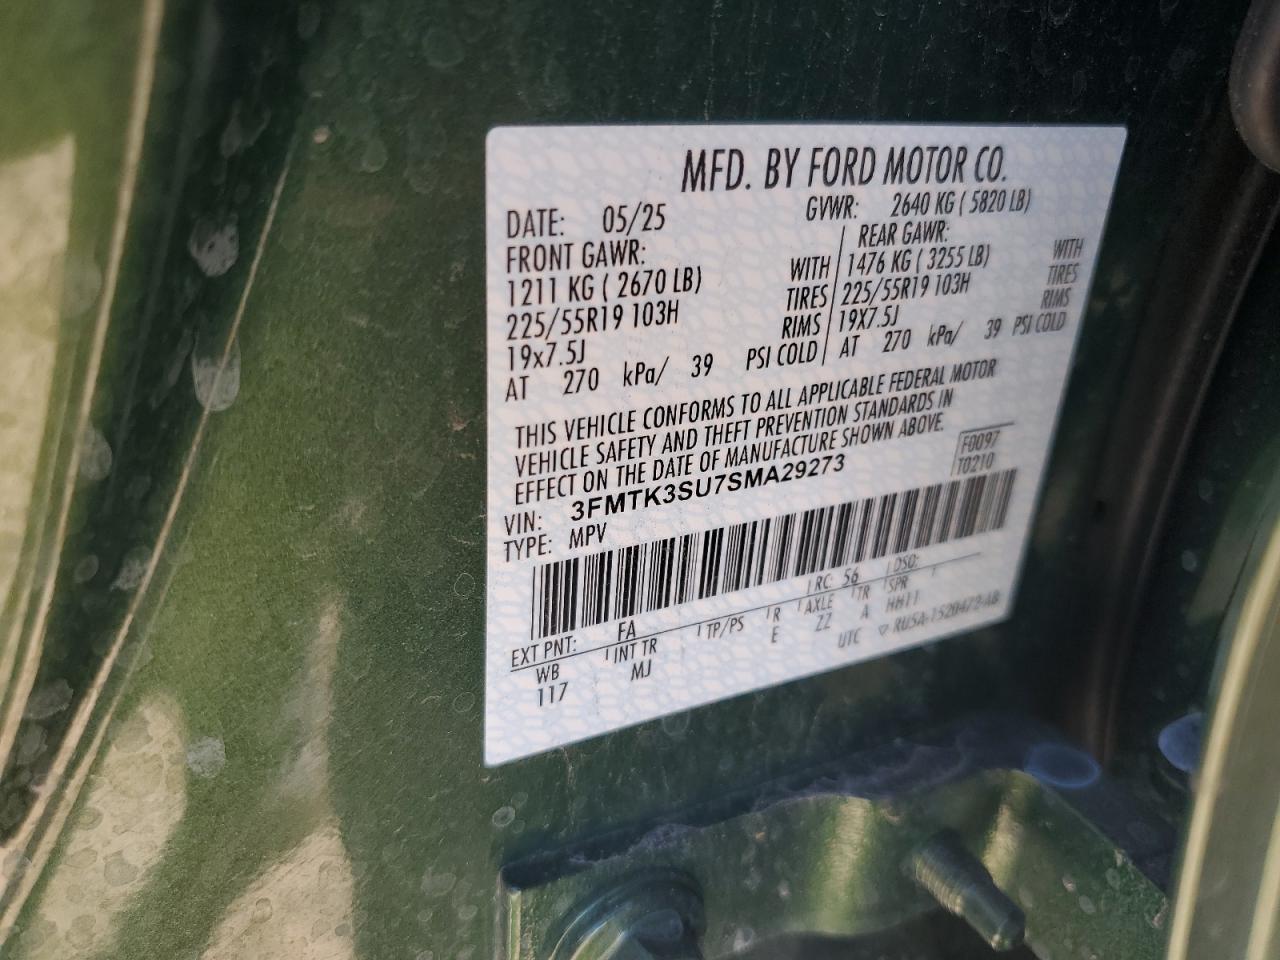 MFD. BY FORD MOTOR CO.
DATE: 05/25 GVWR: 2640 KG ( 5820 LB)
FRONT GAWR: REAR GAWR:
1211 KG ( 2670 LB) WITH 1476 KG ( 3255 LB) WITH
225/55R19 103H TIRES 225/55R19 103H TIRES
19x7.5J RIMS 19X7.5J RIMS
AT 270 kPa/ 39 PSI COLD AT 270 kPa/ 39 PSI COLD
THIS VEHICLE CONFORMS TO ALL APPLICABLE FEDERAL MOTOR
VEHICLE SAFETY AND THEFT PREVENTION STANDARDS IN
EFFECT ON THE DATE OF MANUFACTURE SHOWN ABOVE.
F0097
T0210
VIN: 3FMTK3SU7SMA29273
TYPE: MPV
EXT PNT: FA RC: 56 DSO:
WB INT TR TP/PS R AXLE TR SPR
117 MJ E ZZ A HH11
UTC ▽ RU5A-1520472-AB